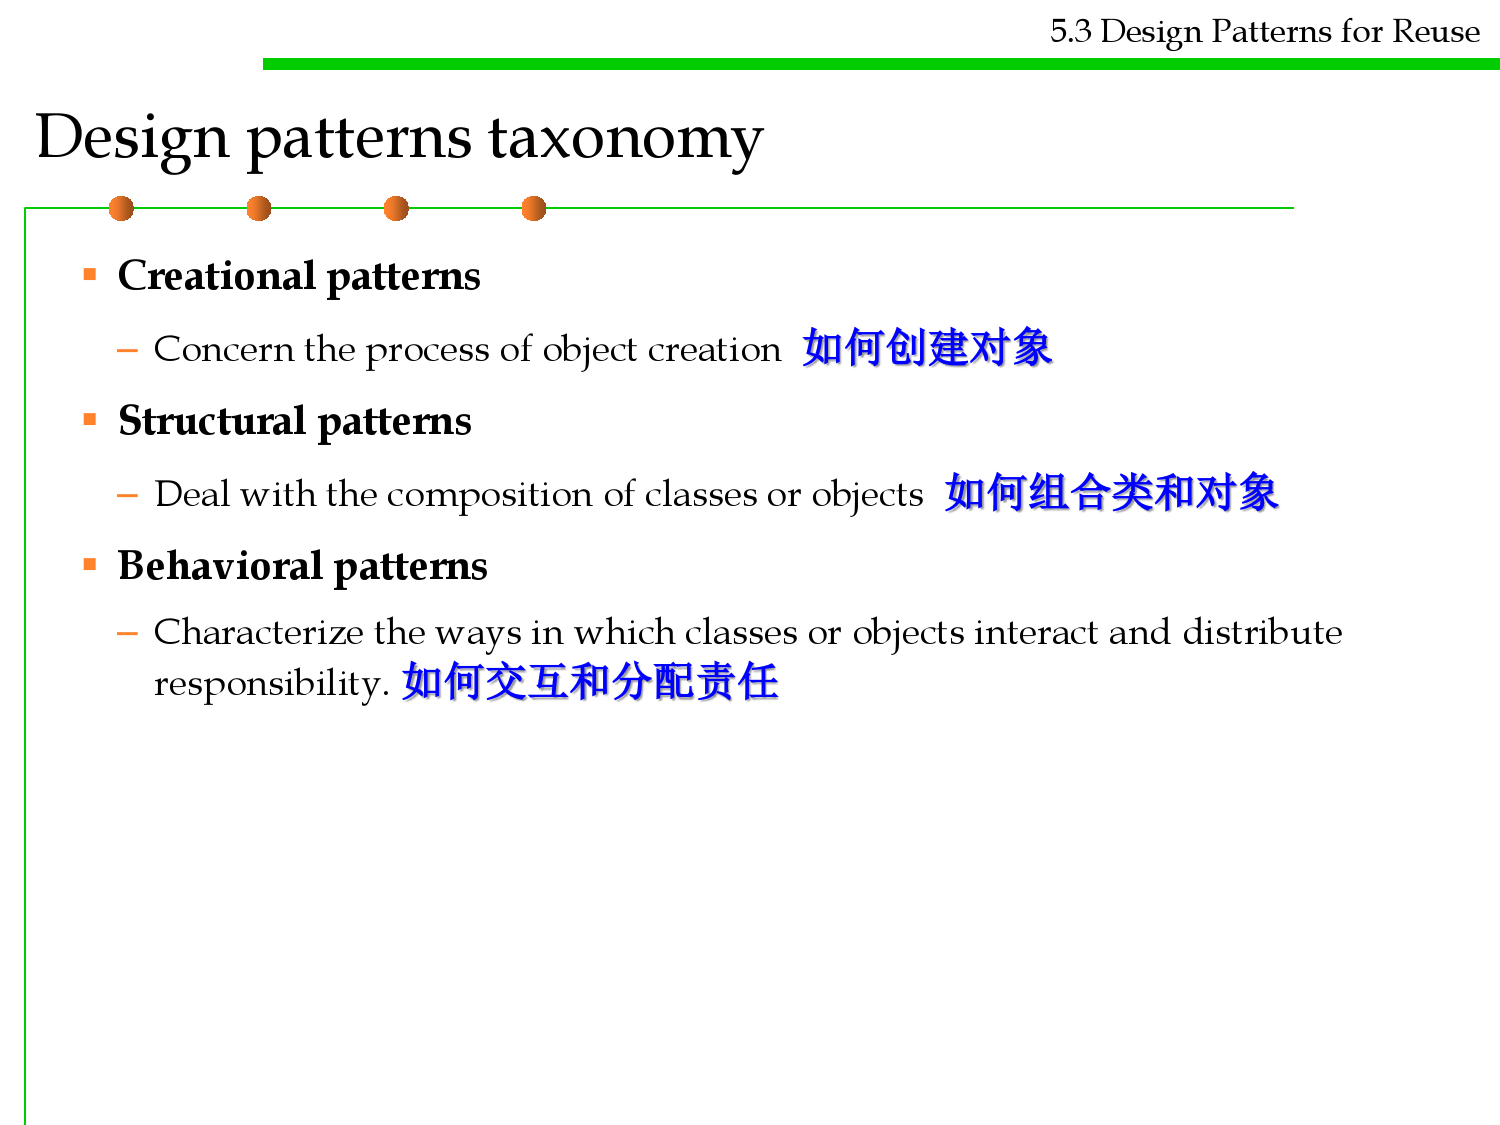 5.3 Design Patterns for Reuse
Design patterns taxonomy
▪ Creational patterns
– Concern the process of object creation 如何创建对象
▪ Structural patterns
– Deal with the composition of classes or objects 如何组合类和对象
▪ Behavioral patterns
– Characterize the ways in which classes or objects interact and distribute
responsibility. 如何交互和分配责任